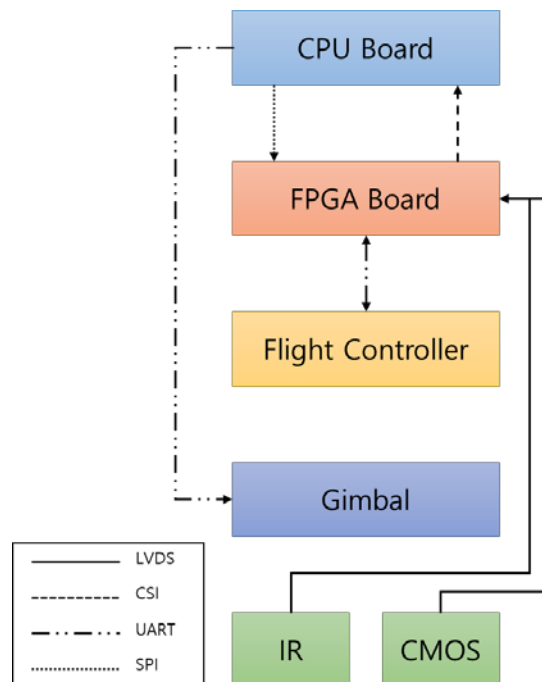 CPU Board
FPGA Board
Flight Controller
Gimbal
LVDS
CSI
UART
SPI
IR
CMOS